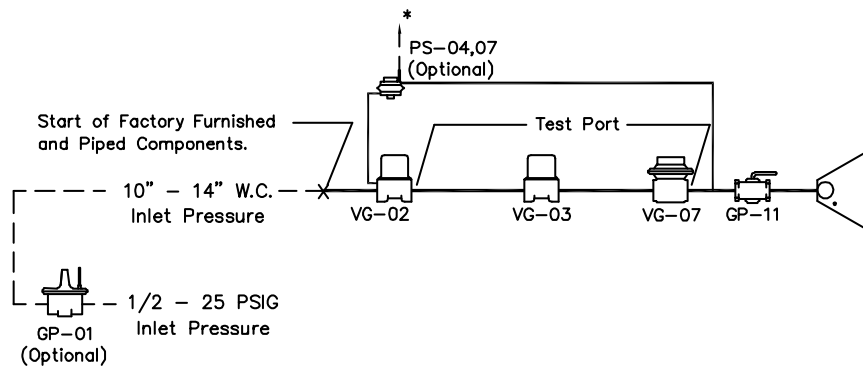 *
PS-04,07
(Optional)
Start of Factory Furnished
and Piped Components.
Test Port
10" - 14" W.C.
Inlet Pressure
VG-02
VG-03
VG-07
GP-11
1/2 - 25 PSIG
Inlet Pressure
GP-01
(Optional)